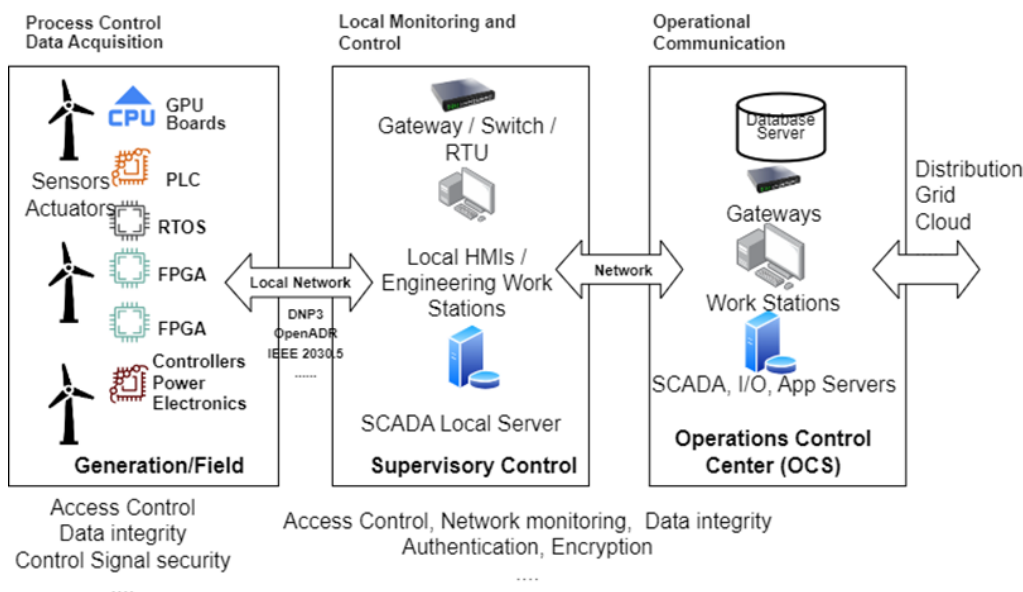 Process Control
Data Acquisition
Local Monitoring and
Control
Operational
Communication
CPU
GPU
Boards
Sensors
Actuators
PLC
RTOS
FPGA
FPGA
Controllers
Power
Electronics
Generation/Field
Local Network
DNP3
OpenADR
IEEE 2030.5
......
Gateway / Switch /
RTU
Local HMIs /
Engineering Work
Stations
SCADA Local Server
Supervisory Control
Network
Database
Server
Gateways
Work Stations
SCADA, I/O, App Servers
Operations Control
Center (OCS)
Distribution
Grid
Cloud
Access Control
Data integrity
Control Signal security
....
Access Control, Network monitoring, Data integrity
Authentication, Encryption
....